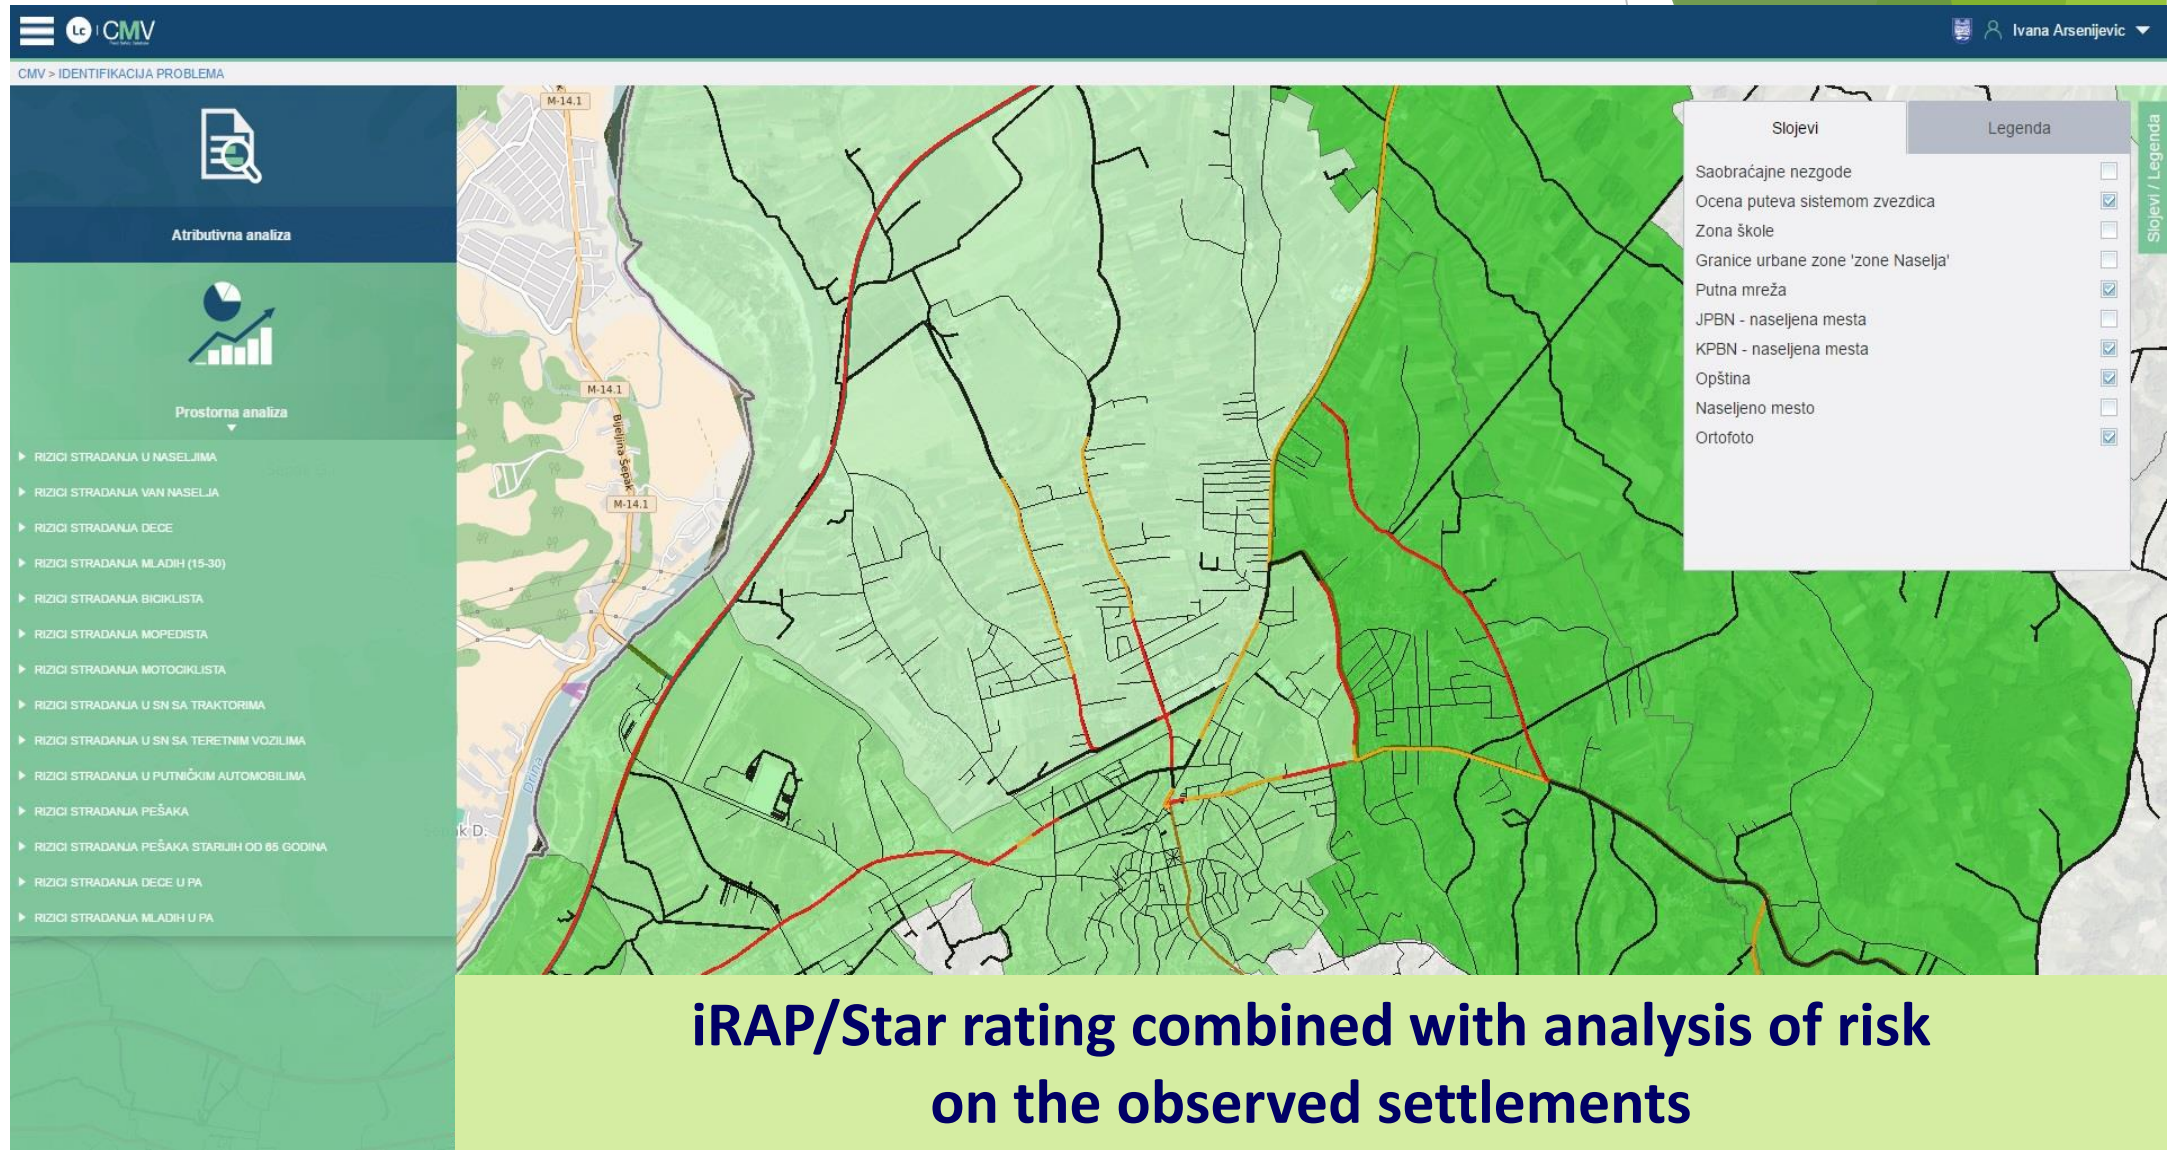 Lc CMV
Ivana Arsenijevic
CMV > IDENTIFIKACIJA PROBLEMA
Atributivna analiza
Prostorna analiza
RIZICI STRADANJA U NASELJIMA
RIZICI STRADANJA VAN NASELJA
RIZICI STRADANJA DECE
RIZICI STRADANJA MLADIH (15-30)
RIZICI STRADANJA BICIKLISTA
RIZICI STRADANJA MOPEDISTA
RIZICI STRADANJA MOTOCIKLISTA
RIZICI STRADANJA U SN SA TRAKTORIMA
RIZICI STRADANJA U SN SA TERETNIM VOZILIMA
RIZICI STRADANJA U PUTNIČKIM AUTOMOBILIMA
RIZICI STRADANJA PEŠAKA
RIZICI STRADANJA PEŠAKA STARIJIH OD 65 GODINA
RIZICI STRADANJA DECE U PA
RIZICI STRADANJA MLADIH U PA
M-14.1
M-14.1
Bijeljina Šepak
M-14.1
Drina
k D.
Slojevi
Legenda
Saobraćajne nezgode
Ocena puteva sistemom zvezdica
Zona škole
Granice urbane zone 'zone Naselja'
Putna mreža
JPBN - naseljena mesta
KPBN - naseljena mesta
Opština
Naseljeno mesto
Ortofoto
Slojevi / Legenda
iRAP/Star rating combined with analysis of risk
on the observed settlements